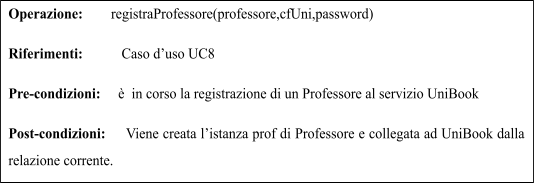 Operazione: registraProfessore(professore,cfUni,password)
Riferimenti: Caso d’uso UC8
Pre-condizioni: è in corso la registrazione di un Professore al servizio UniBook
Post-condizioni: Viene creata l’istanza prof di Professore e collegata ad UniBook dalla
relazione corrente.